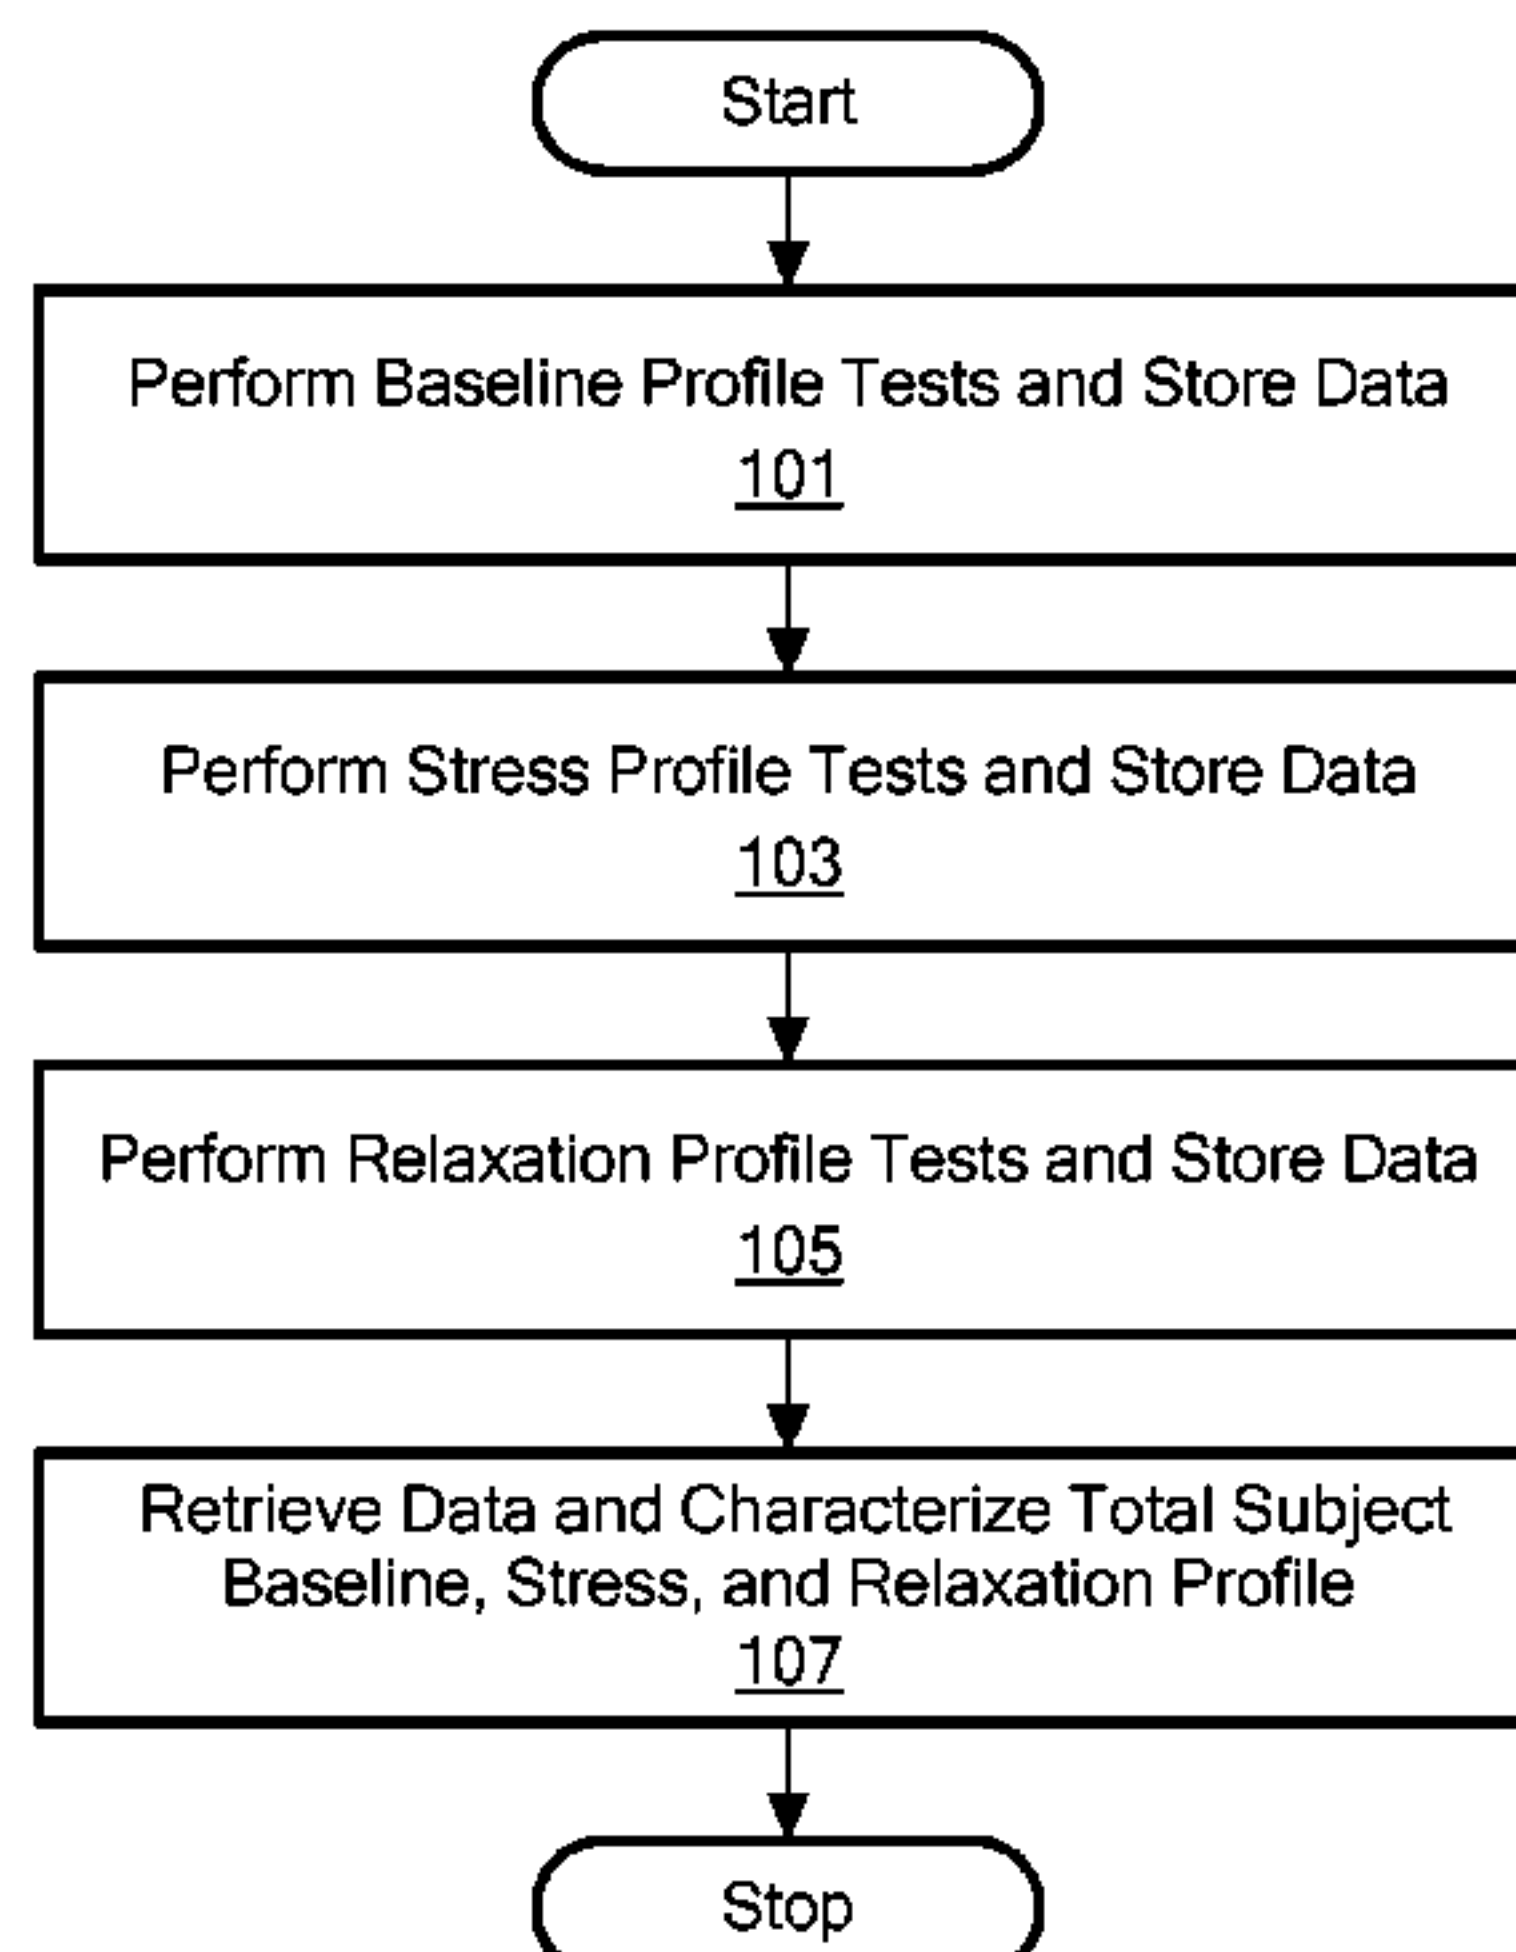 Start
Perform Baseline Profile Tests and Store Data
101
Perform Stress Profile Tests and Store Data
103
Perform Relaxation Profile Tests and Store Data
105
Retrieve Data and Characterize Total Subject
Baseline, Stress, and Relaxation Profile
107
Stop